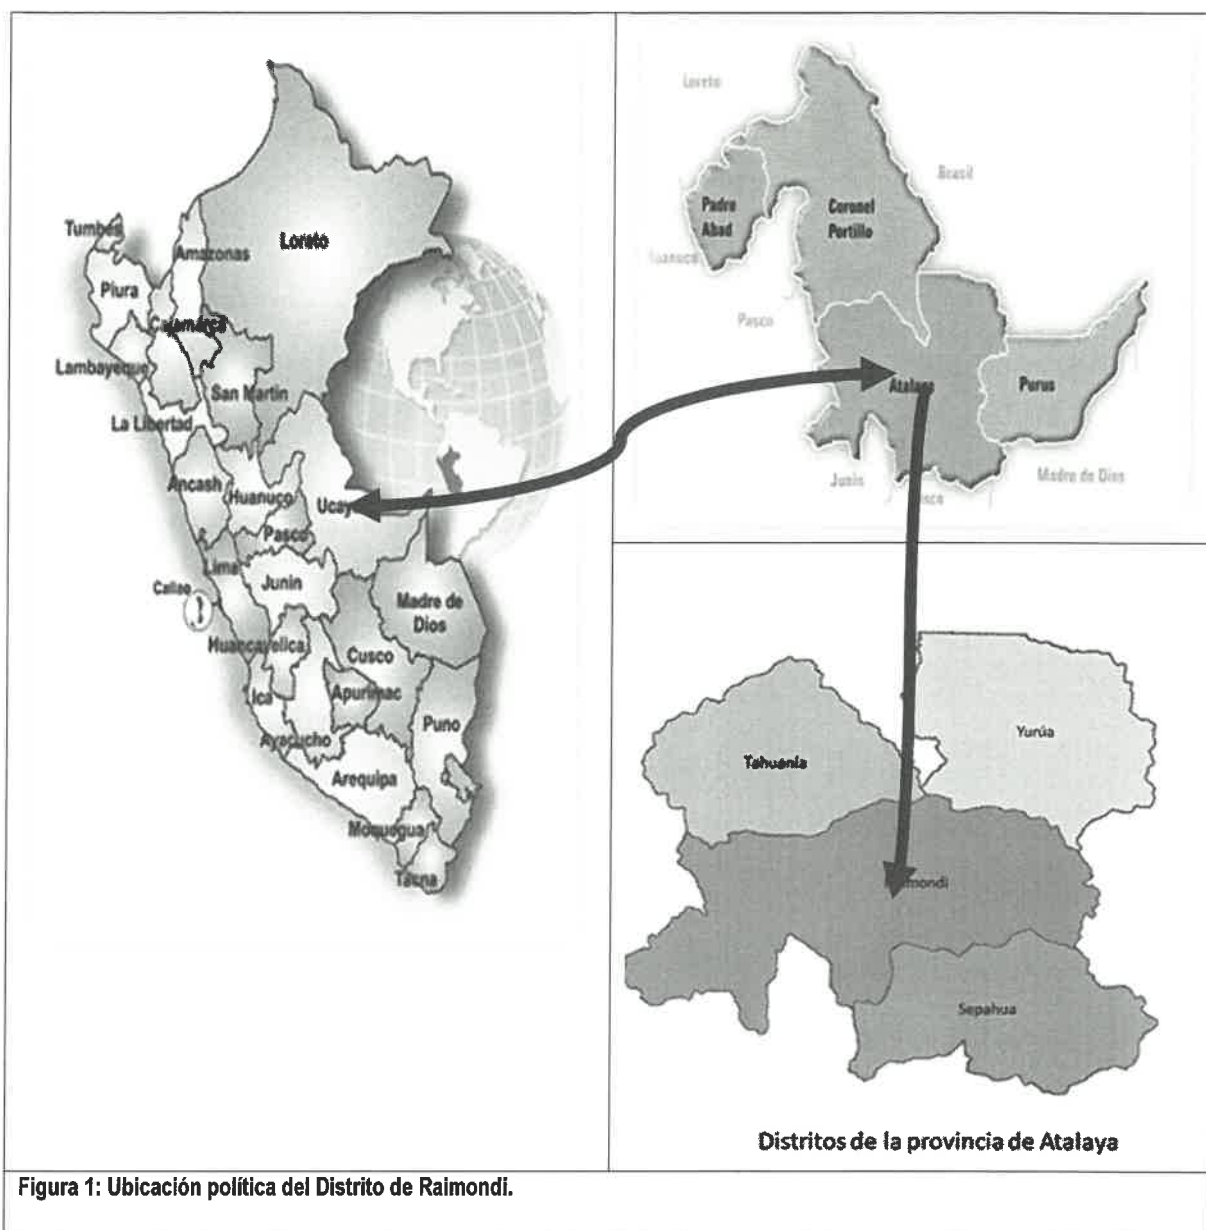 Tumbes
Loreto
Amazonas
Piura
Cajamarca
Lambayeque
San Martin
La Libertad
Ancash
Huanuco
Pasco
Lima
Junin
Callao
Madre de
Dios
Huancavelica
Cusco
Ica
Apurimac
Puno
Ayacucho
Arequipa
Moquegua
Tacna
Loreto
Brasil
Padre
Abad
Coronel
Portillo
Pasco
Purus
Junin
Madre de Dios
Yurúa
Tahuanía
Sepahua
Distritos de la provincia de Atalaya
Figura 1: Ubicación política del Distrito de Raimondi.